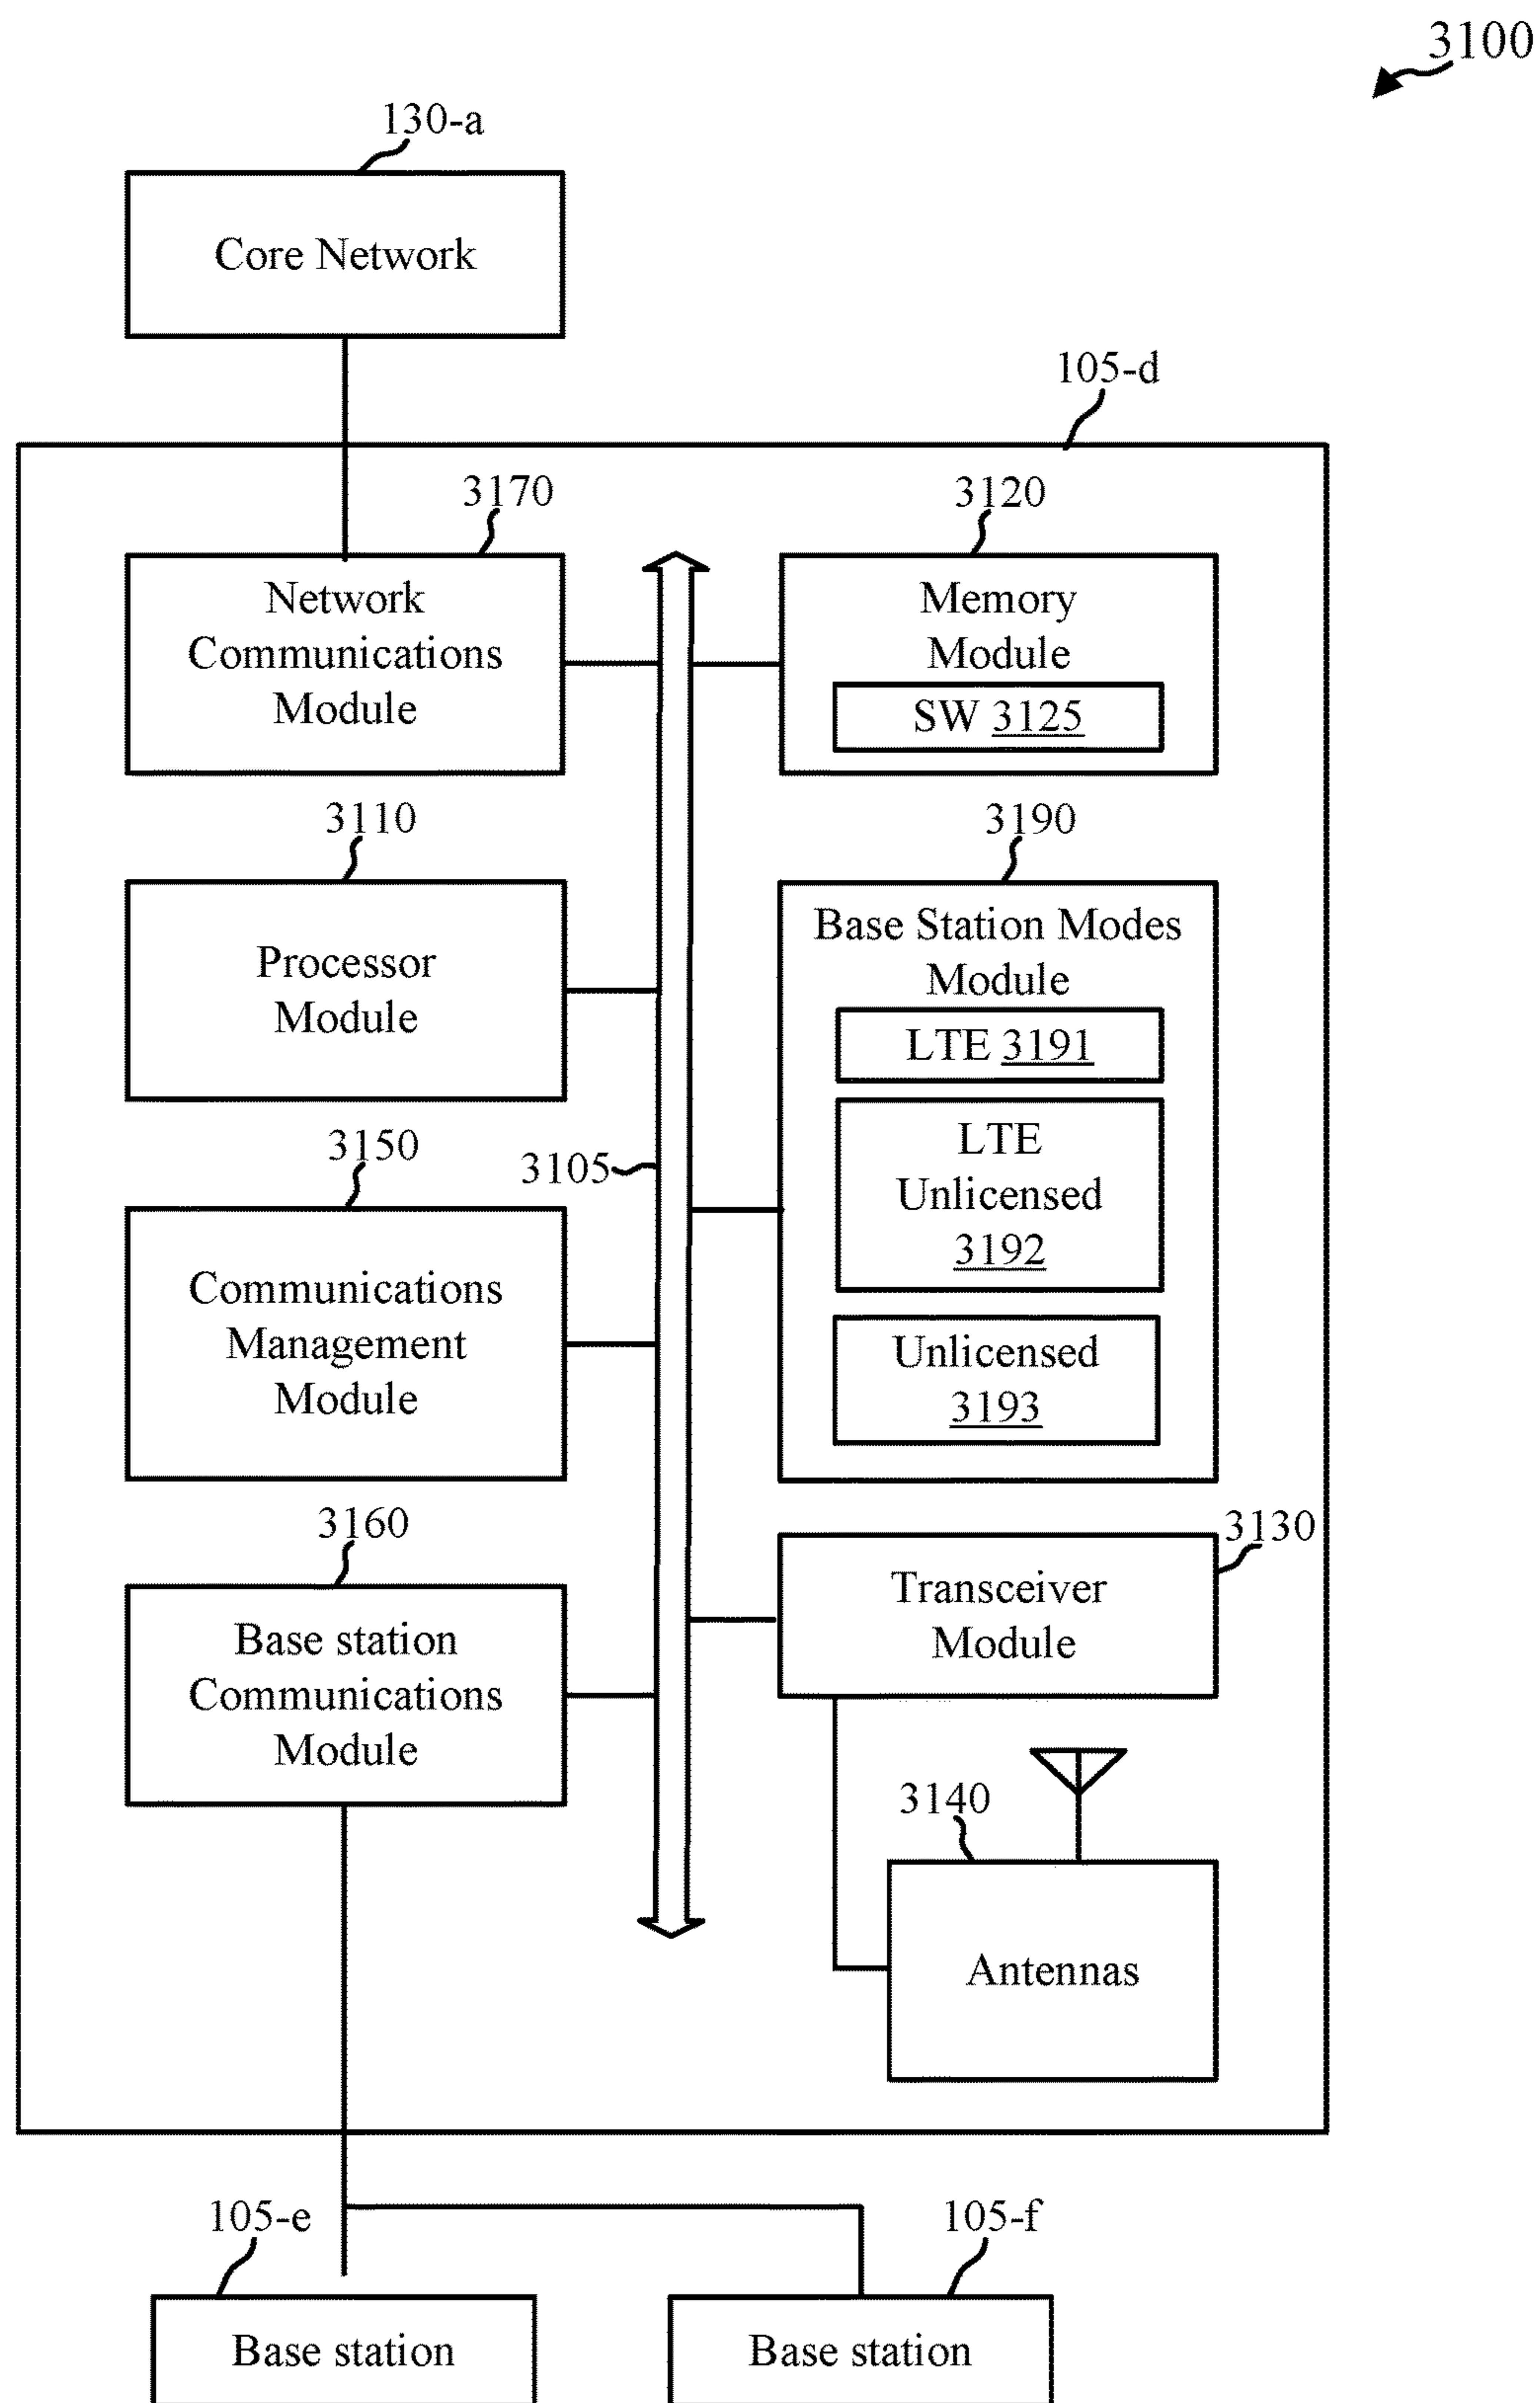 3100
130-a
Core Network
105-d
3170
3120
Network
Communications
Module
Memory
Module
SW 3125
3110
3190
Processor
Module
Base Station Modes
Module
LTE 3191
LTE
Unlicensed
3192
Unlicensed
3193
3150
3105
Communications
Management
Module
3160
3130
Base station
Communications
Module
Transceiver
Module
3140
Antennas
105-e
105-f
Base station
Base station